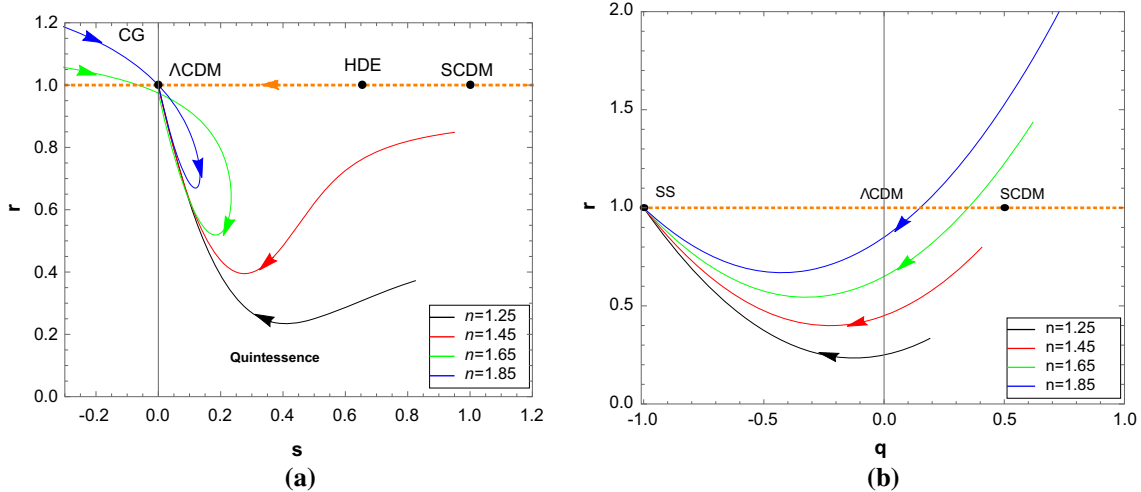 1.2
1.0
0.8
0.6
0.4
0.2
0.0
r
CG
ΛCDM
HDE
SCDM
Quintessence
n=1.25
n=1.45
n=1.65
n=1.85
-0.2 0.0 0.2 0.4 0.6 0.8 1.0 1.2
s
(a)
2.0
1.5
1.0
0.5
0.0
r
SS
ΛCDM
SCDM
n=1.25
n=1.45
n=1.65
n=1.85
-1.0 -0.5 0.0 0.5 1.0
q
(b)